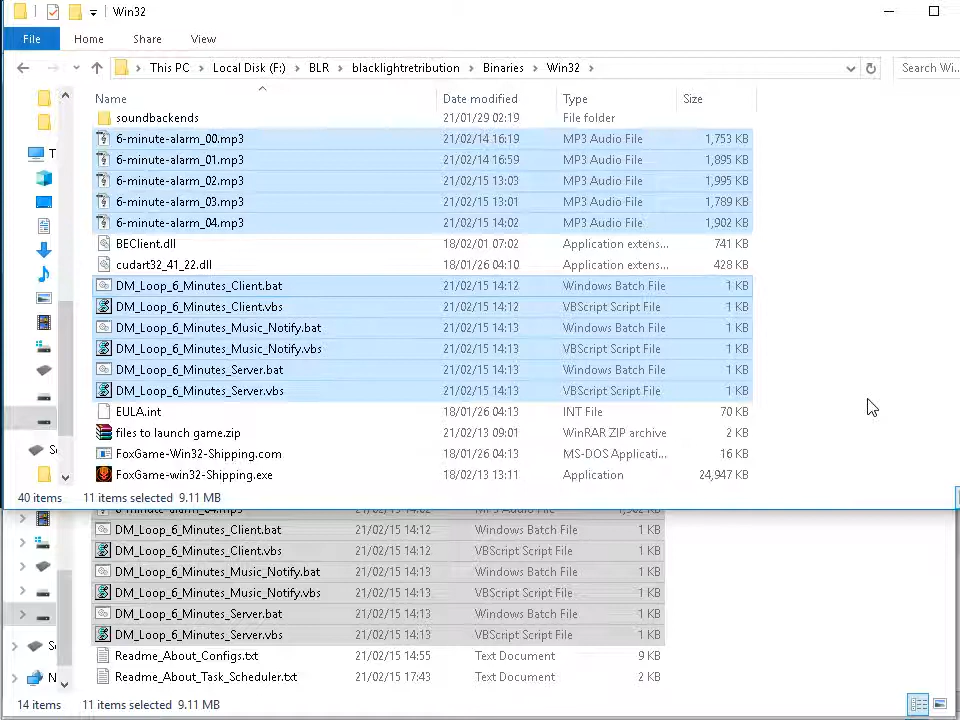 Win32
File Home Share View
This PC Local Disk (F:) BLR blacklightretribution Binaries Win32 Search Wi...
Name Date modified Type Size
soundbackends 21/01/29 02:19 File folder
6-minute-alarm_00.mp3 21/02/14 16:19 MP3 Audio File 1,753 KB
6-minute-alarm_01.mp3 21/02/14 16:59 MP3 Audio File 1,895 KB
6-minute-alarm_02.mp3 21/02/15 13:03 MP3 Audio File 1,995 KB
6-minute-alarm_03.mp3 21/02/15 13:01 MP3 Audio File 1,789 KB
6-minute-alarm_04.mp3 21/02/15 14:02 MP3 Audio File 1,902 KB
BEClient.dll 18/02/01 07:02 Application extens... 741 KB
cudart32_41_22.dll 18/01/26 04:10 Application extens... 428 KB
DM_Loop_6_Minutes_Client.bat 21/02/15 14:12 Windows Batch File 1 KB
DM_Loop_6_Minutes_Client.vbs 21/02/15 14:12 VBScript Script File 1 KB
DM_Loop_6_Minutes_Music_Notify.bat 21/02/15 14:13 Windows Batch File 1 KB
DM_Loop_6_Minutes_Music_Notify.vbs 21/02/15 14:13 VBScript Script File 1 KB
DM_Loop_6_Minutes_Server.bat 21/02/15 14:13 Windows Batch File 1 KB
DM_Loop_6_Minutes_Server.vbs 21/02/15 14:13 VBScript Script File 1 KB
EULA.int 18/01/26 04:13 INT File 70 KB
files to launch game.zip 21/02/13 09:01 WinRAR ZIP archive 2 KB
FoxGame-Win32-Shipping.com 18/01/26 04:13 MS-DOS Applicati... 16 KB
FoxGame-win32-Shipping.exe 18/02/13 13:11 Application 24,947 KB
40 items 11 items selected 9.11 MB
6-minute-alarm_04.mp3 21/02/15 14:02 MP3 Audio File 1,902 KB
DM_Loop_6_Minutes_Client.bat 21/02/15 14:12 Windows Batch File 1 KB
DM_Loop_6_Minutes_Client.vbs 21/02/15 14:12 VBScript Script File 1 KB
DM_Loop_6_Minutes_Music_Notify.bat 21/02/15 14:13 Windows Batch File 1 KB
DM_Loop_6_Minutes_Music_Notify.vbs 21/02/15 14:13 VBScript Script File 1 KB
DM_Loop_6_Minutes_Server.bat 21/02/15 14:13 Windows Batch File 1 KB
DM_Loop_6_Minutes_Server.vbs 21/02/15 14:13 VBScript Script File 1 KB
Readme_About_Configs.txt 21/02/15 14:55 Text Document 9 KB
Readme_About_Task_Scheduler.txt 21/02/15 17:43 Text Document 2 KB
14 items 11 items selected 9.11 MB